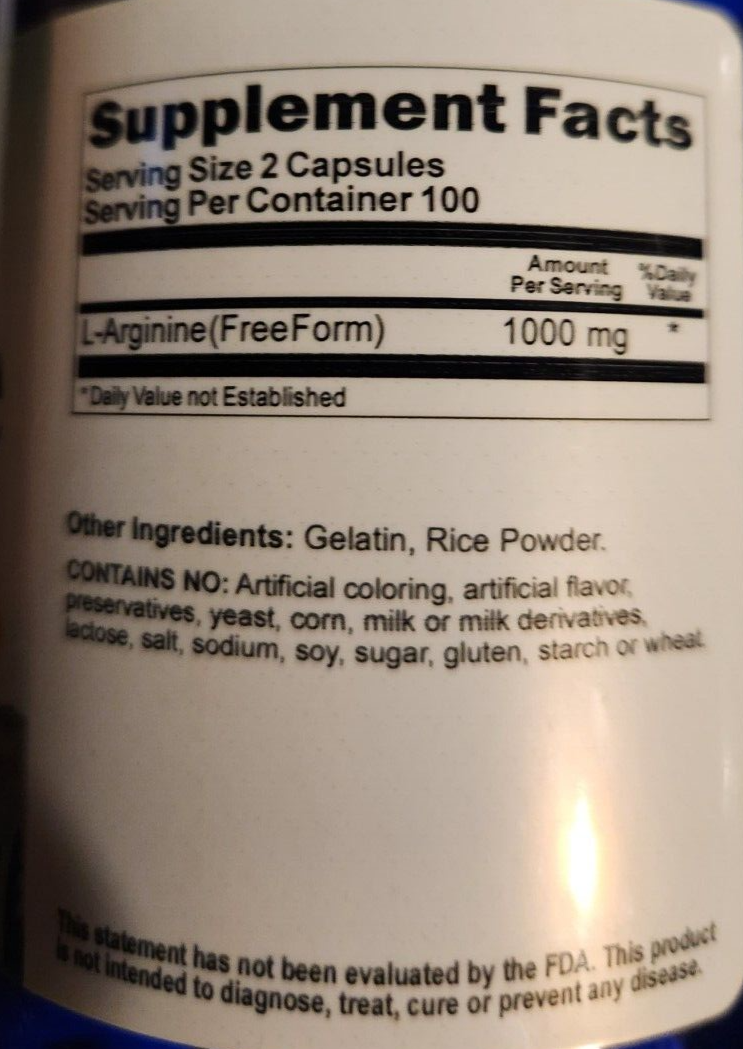 Supplement Facts
Serving Size 2 Capsules
Serving Per Container 100
Amount Per Serving
%Daily Value
L-Arginine (Free Form) 1000 mg *
*Daily Value not Established
Other Ingredients: Gelatin, Rice Powder.
CONTAINS NO: Artificial coloring, artificial flavor,
preservatives, yeast, corn, milk or milk derivatives,
lactose, salt, sodium, soy, sugar, gluten, starch or wheat.
This statement has not been evaluated by the FDA. This product
is not intended to diagnose, treat, cure or prevent any disease.